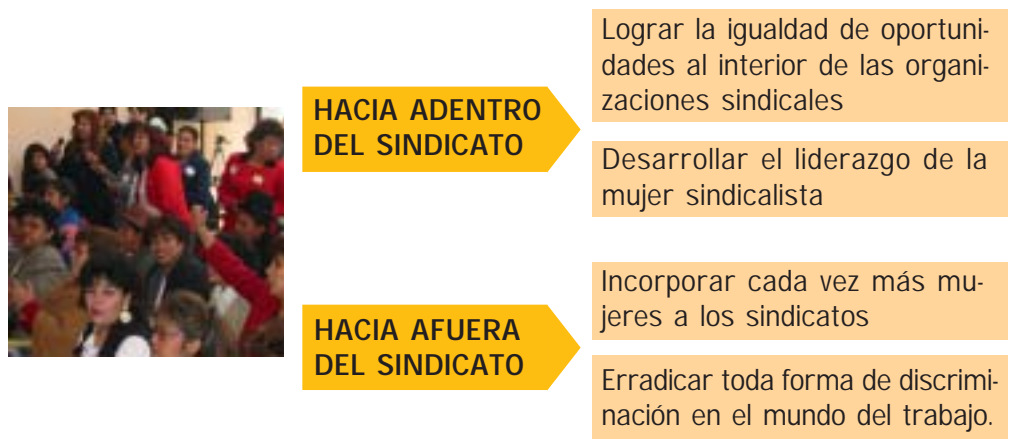 HACIA ADENTRO
DEL SINDICATO
Lograr la igualdad de oportuni-
dades al interior de las organi-
zaciones sindicales
Desarrollar el liderazgo de la
mujer sindicalista
HACIA AFUERA
DEL SINDICATO
Incorporar cada vez más mu-
jeres a los sindicatos
Erradicar toda forma de discrimi-
nación en el mundo del trabajo.